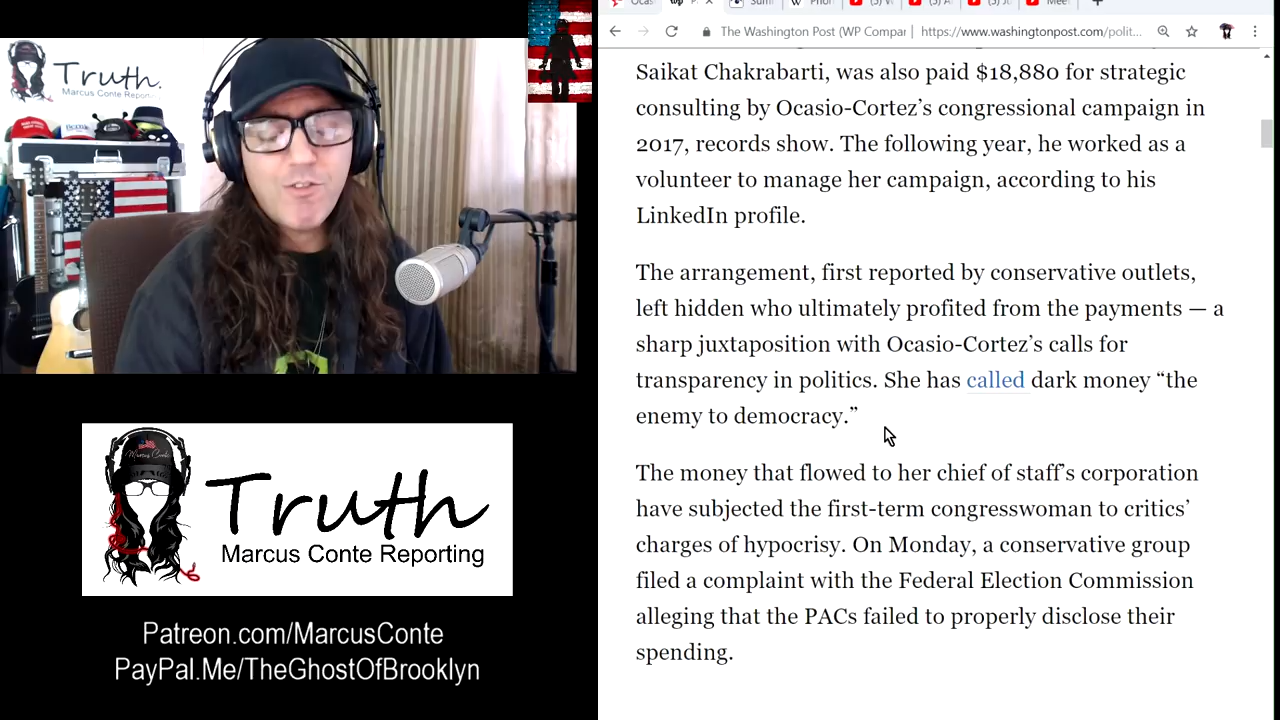 Truth.
Marcus Conte Reporting
Truth
Marcus Conte Reporting
Patreon.com/MarcusConte
PayPal.Me/TheGhostOfBrooklyn
The Washington Post (WP Compar
https://www.washingtonpost.com/polit...
Saikat Chakrabarti, was also paid $18,880 for strategic
consulting by Ocasio-Cortez’s congressional campaign in
2017, records show. The following year, he worked as a
volunteer to manage her campaign, according to his
LinkedIn profile.
The arrangement, first reported by conservative outlets,
left hidden who ultimately profited from the payments — a
sharp juxtaposition with Ocasio-Cortez’s calls for
transparency in politics. She has called dark money “the
enemy to democracy.”
The money that flowed to her chief of staff’s corporation
have subjected the first-term congresswoman to critics’
charges of hypocrisy. On Monday, a conservative group
filed a complaint with the Federal Election Commission
alleging that the PACs failed to properly disclose their
spending.